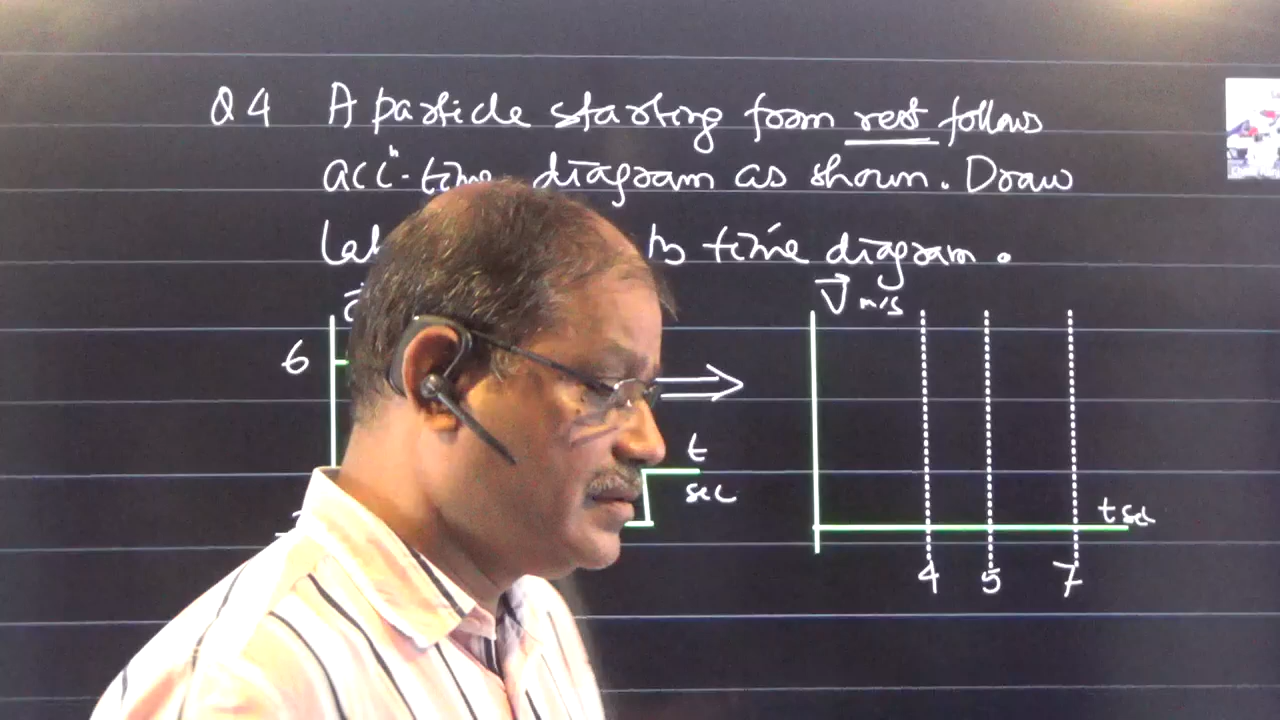 Q4 A particle starting from rest follows
accⁿ-time diagram as shown. Draw
time diagram.
V m/s
6
t
sec
t sec
4 5 7